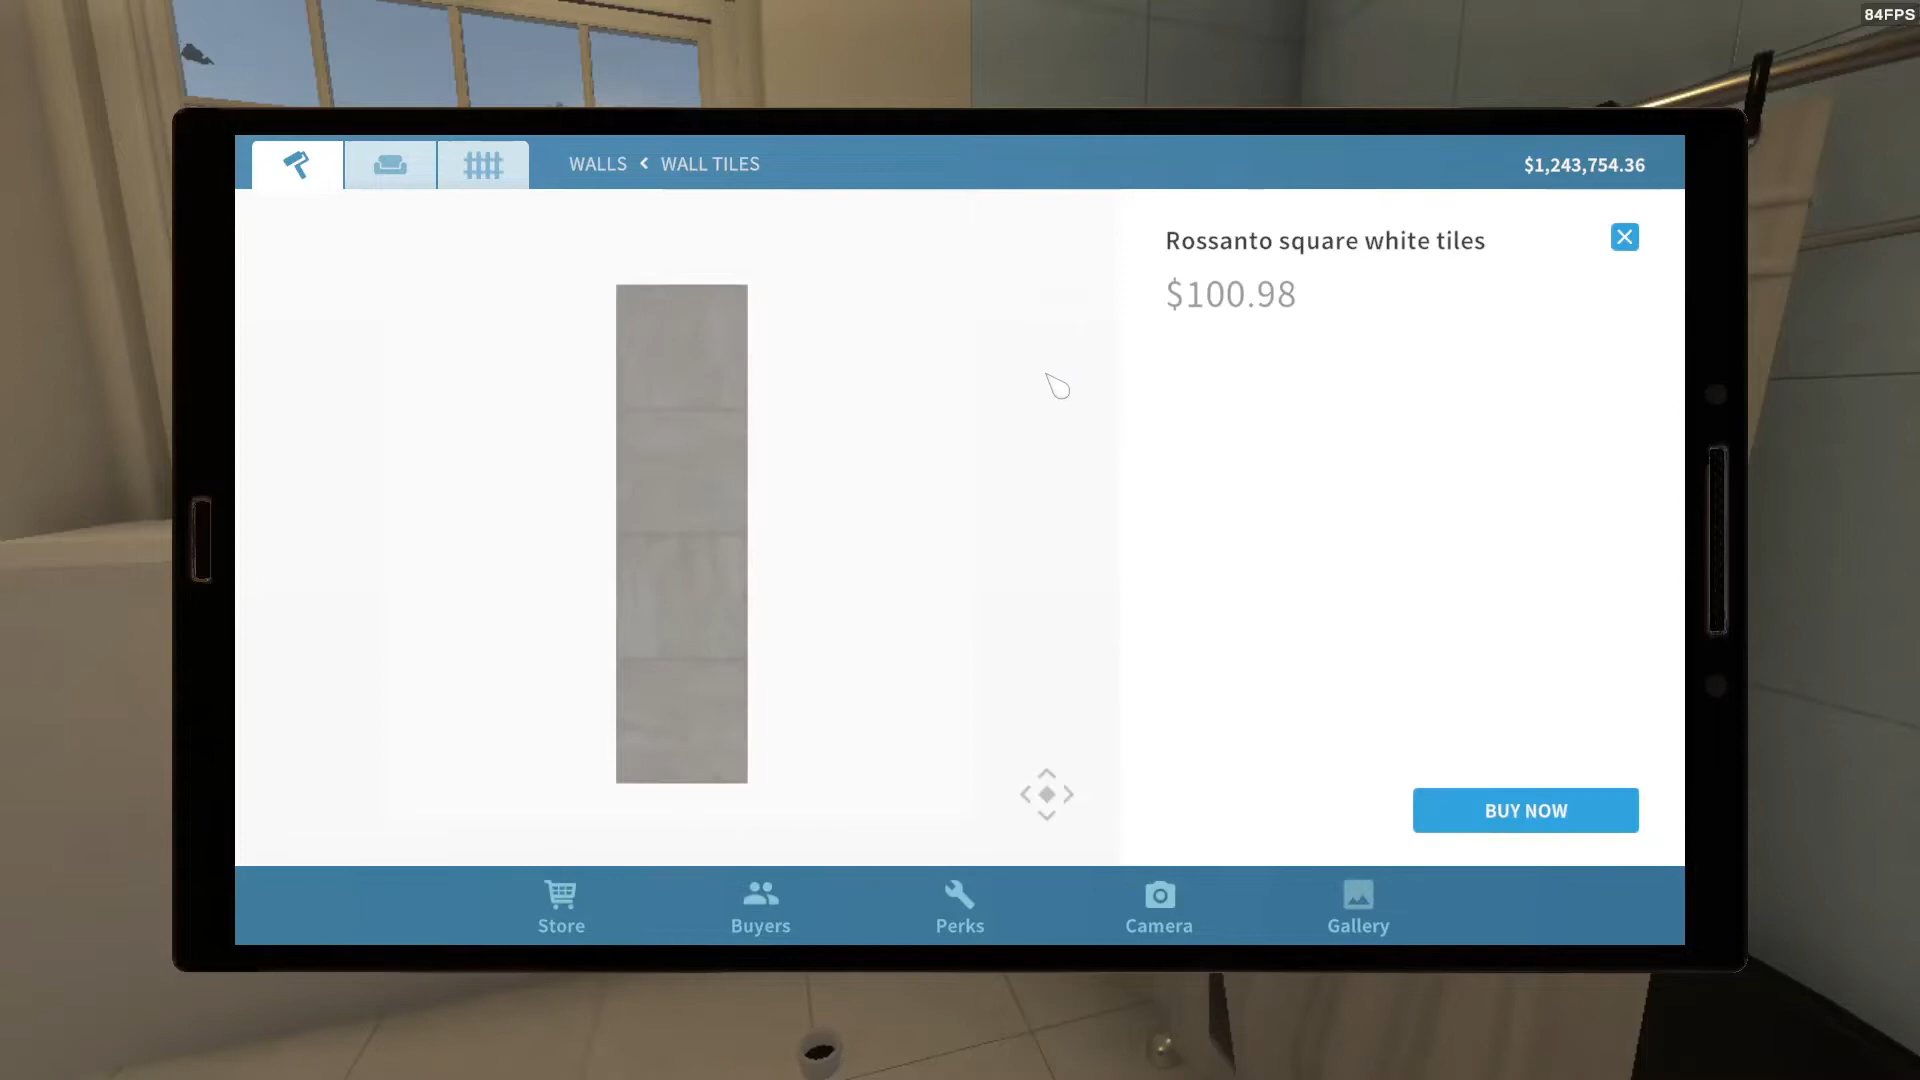 84FPS
WALLS < WALL TILES
$1,243,754.36
Rossanto square white tiles
$100.98
BUY NOW
Store
Buyers
Perks
Camera
Gallery